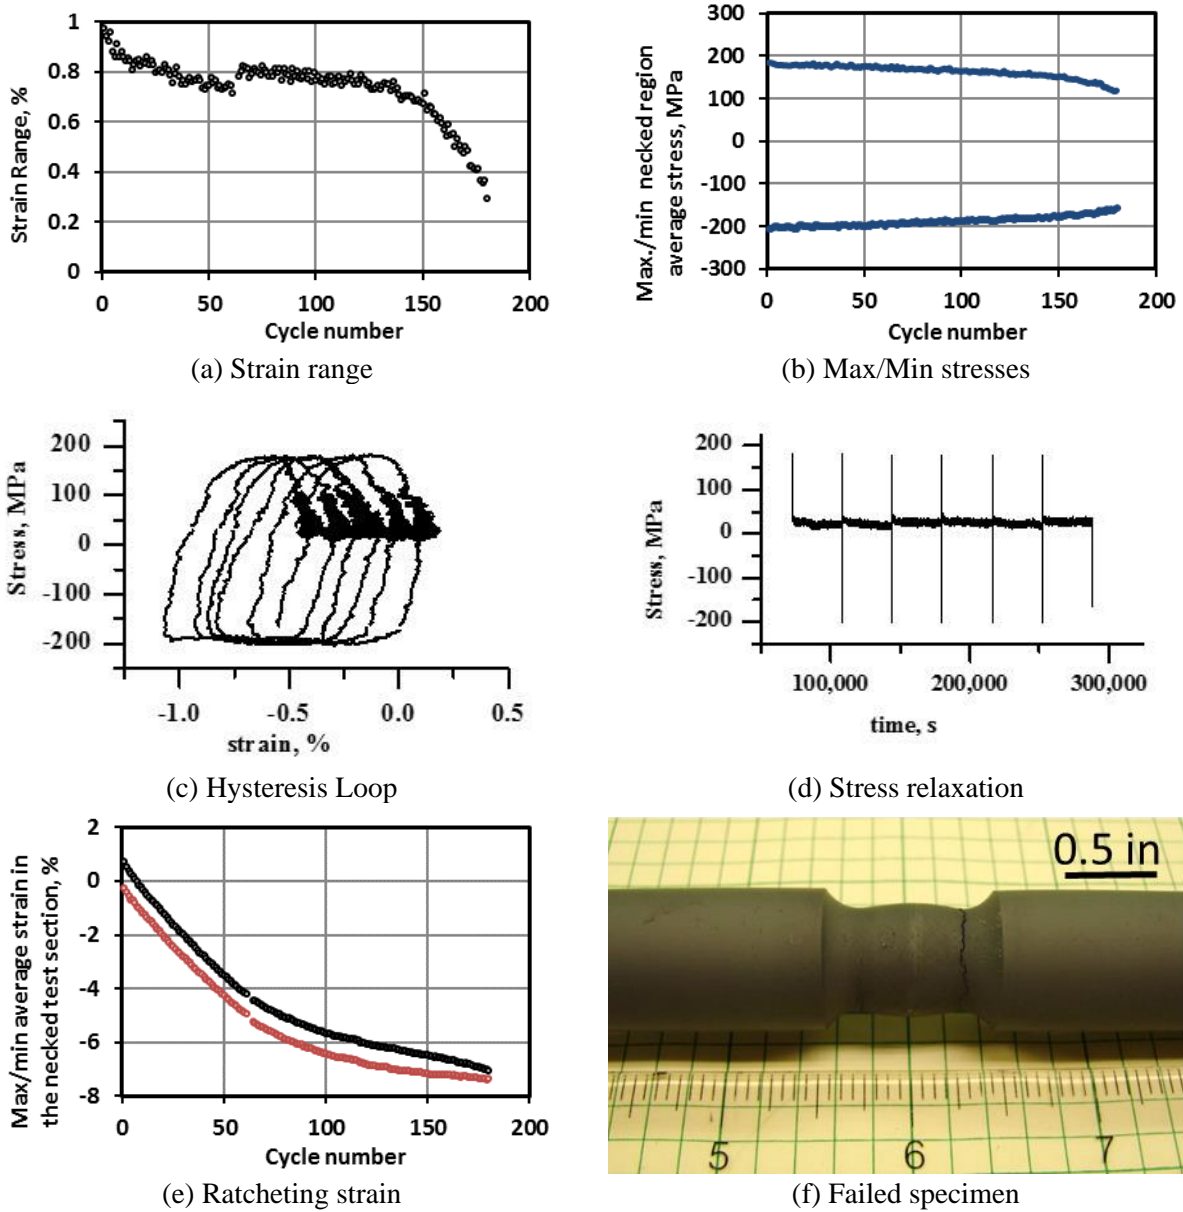 1
0.8
0.6
0.4
0.2
0
Strain Range, %
0 50 100 150 200
Cycle number
(a) Strain range
300
200
100
0
-100
-200
-300
Max./min necked region
average stress, MPa
0 50 100 150 200
Cycle number
(b) Max/Min stresses
200
100
0
-100
-200
Stress, MPa
-1.0 -0.5 0.0 0.5
strain, %
(c) Hysteresis Loop
200
100
0
-100
-200
Stress, MPa
100,000 200,000 300,000
time, s
(d) Stress relaxation
2
0
-2
-4
-6
-8
Max/min average strain in
the necked test section, %
0 50 100 150 200
Cycle number
(e) Ratcheting strain
0.5 in
5 6 7
(f) Failed specimen